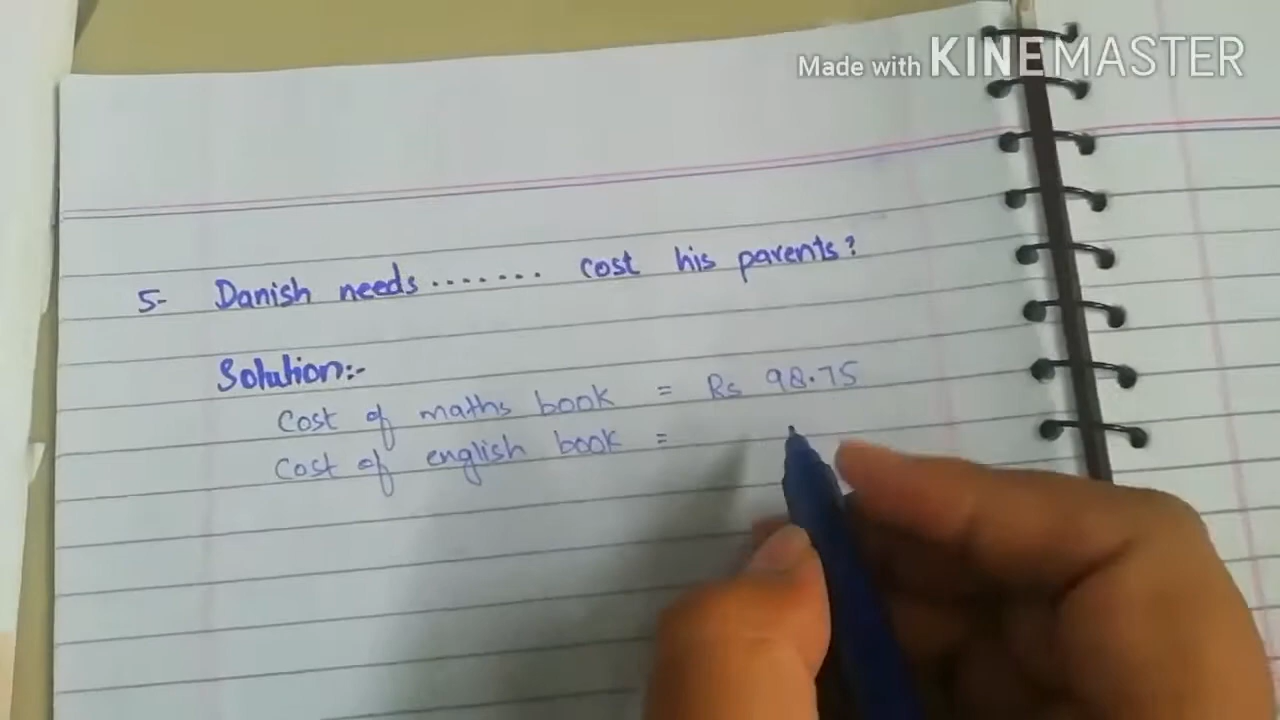 Made with KINEMASTER
5- Danish needs ....... cost his parents?
Solution:-
Cost of maths book = Rs 98.75
Cost of english book =